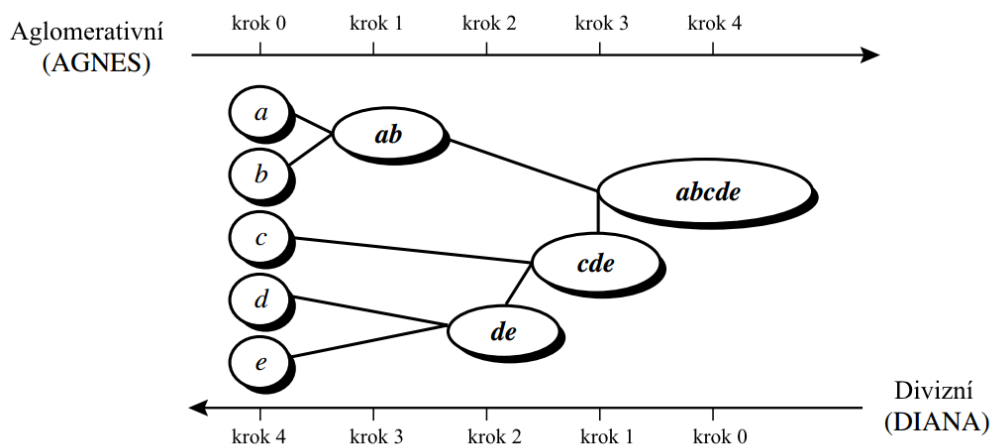 Aglomerativní
(AGNES)
krok 0 krok 1 krok 2 krok 3 krok 4
a
ab
b
abcde
c
cde
d
de
e
Divizní
(DIANA)
krok 4 krok 3 krok 2 krok 1 krok 0